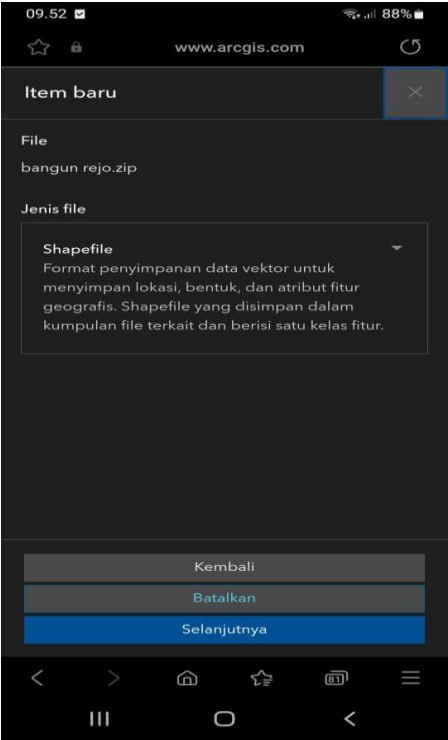 09.52 88%
www.arcgis.com
Item baru
File
bangun rejo.zip
Jenis file
Shapefile
Format penyimpanan data vektor untuk
menyimpan lokasi, bentuk, dan atribut fitur
geografis. Shapefile yang disimpan dalam
kumpulan file terkait dan berisi satu kelas fitur.
Kembali
Batalkan
Selanjutnya
81